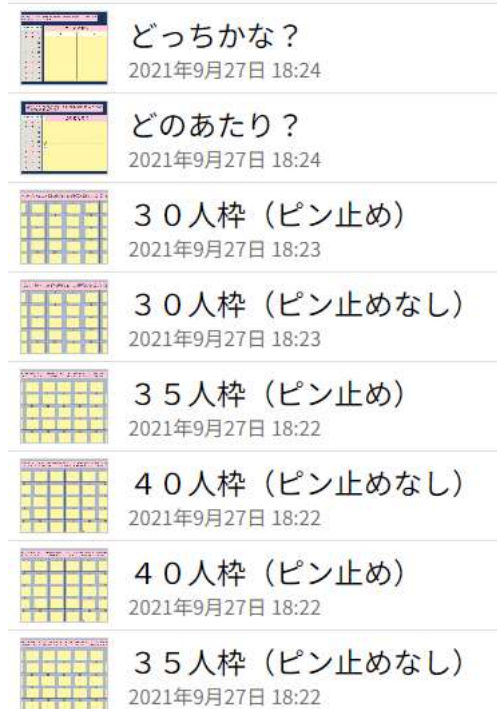 どっちかな？
2021年9月27日 18:24
どのあたり？
2021年9月27日 18:24
３０人枠（ピン止め）
2021年9月27日 18:23
３０人枠（ピン止めなし）
2021年9月27日 18:23
３５人枠（ピン止め）
2021年9月27日 18:22
４０人枠（ピン止めなし）
2021年9月27日 18:22
４０人枠（ピン止め）
2021年9月27日 18:22
３５人枠（ピン止めなし）
2021年9月27日 18:22